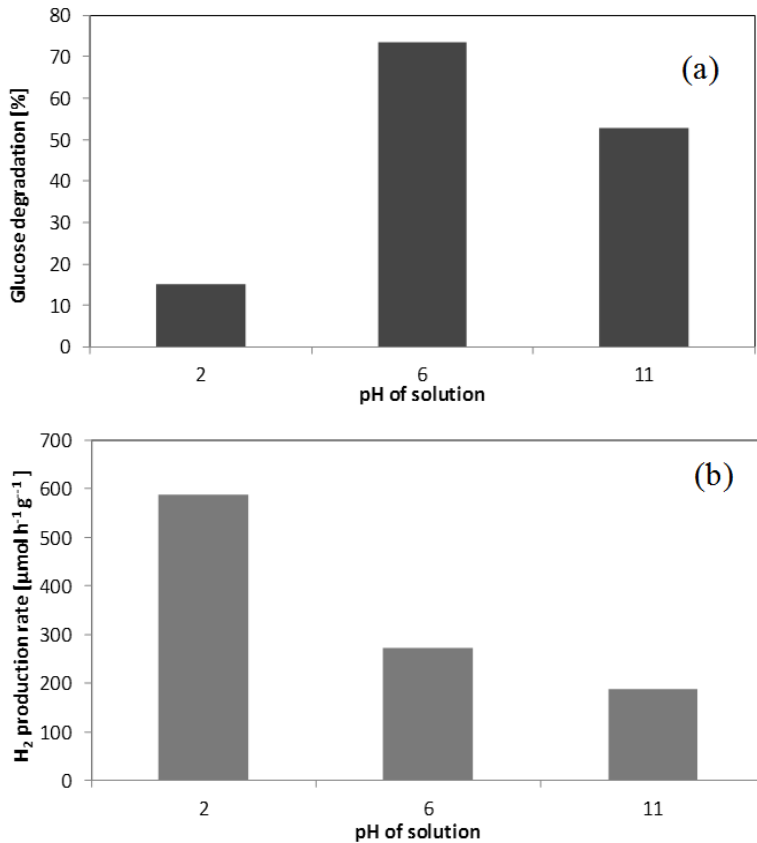 (a)
Glucose degradation [%]
80
70
60
50
40
30
20
10
0
2 6 11
pH of solution
(b)
H₂ production rate [µmol h⁻¹ g⁻¹ ]
700
600
500
400
300
200
100
0
2 6 11
pH of solution